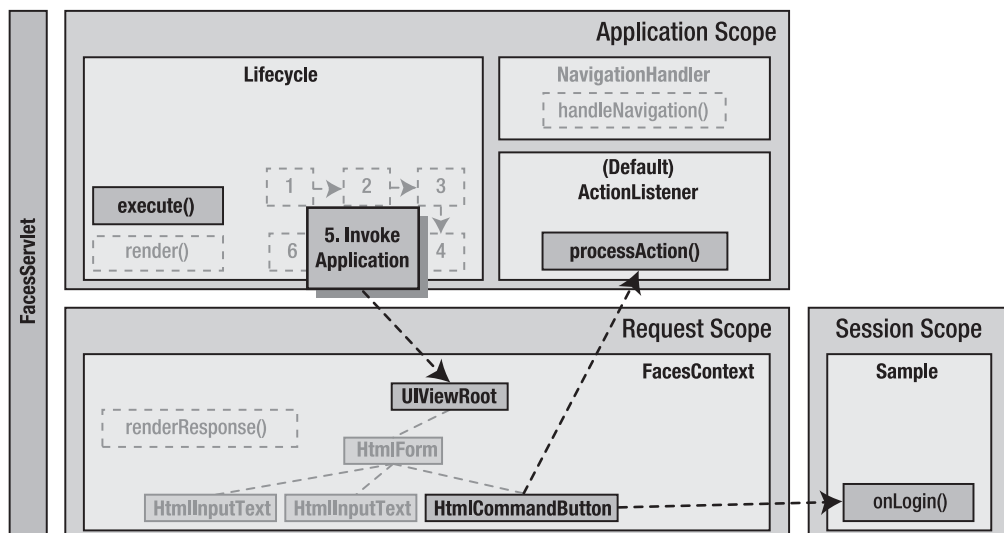 FacesServlet
Application Scope
Lifecycle
execute()
render()
1
2
3
6
5. Invoke
Application
4
NavigationHandler
handleNavigation()
(Default)
ActionListener
processAction()
Request Scope
FacesContext
UIViewRoot
renderResponse()
HtmlForm
HtmlInputText
HtmlInputText
HtmlCommandButton
Session Scope
Sample
onLogin()